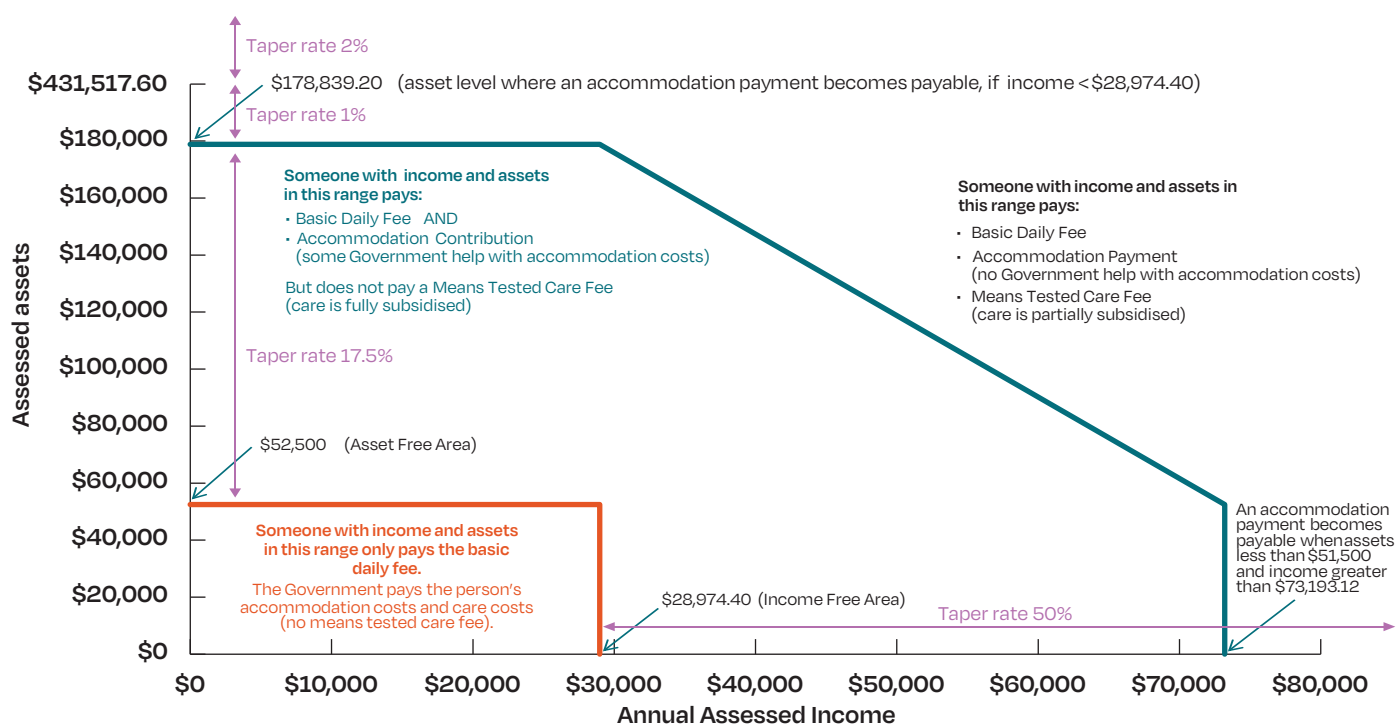 Taper rate 2%
$431,517.60
$178,839.20 (asset level where an accommodation payment becomes payable, if income <$28,974.40)
Taper rate 1%
$180,000
$160,000
$140,000
$120,000
$100,000
$80,000
$60,000
$40,000
$20,000
$0
Assessed assets
Someone with income and assets
in this range pays:
· Basic Daily Fee AND
· Accommodation Contribution
(some Government help with accommodation costs)
But does not pay a Means Tested Care Fee
(care is fully subsidised)
Taper rate 17.5%
Someone with income and assets in
this range pays:
· Basic Daily Fee
· Accommodation Payment
(no Government help with accommodation costs)
· Means Tested Care Fee
(care is partially subsidised)
$52,500 (Asset Free Area)
Someone with income and assets
in this range only pays the basic
daily fee.
The Government pays the person's
accommodation costs and care costs
(no means tested care fee).
$28,974.40 (Income Free Area)
Taper rate 50%
An accommodation
payment becomes
payable whenassets
less than $51,500
and income greater
than $73,193.12
$0
$10,000
$20,000
$30,000
$40,000
$50,000
$60,000
$70,000
$80,000
Annual Assessed Income